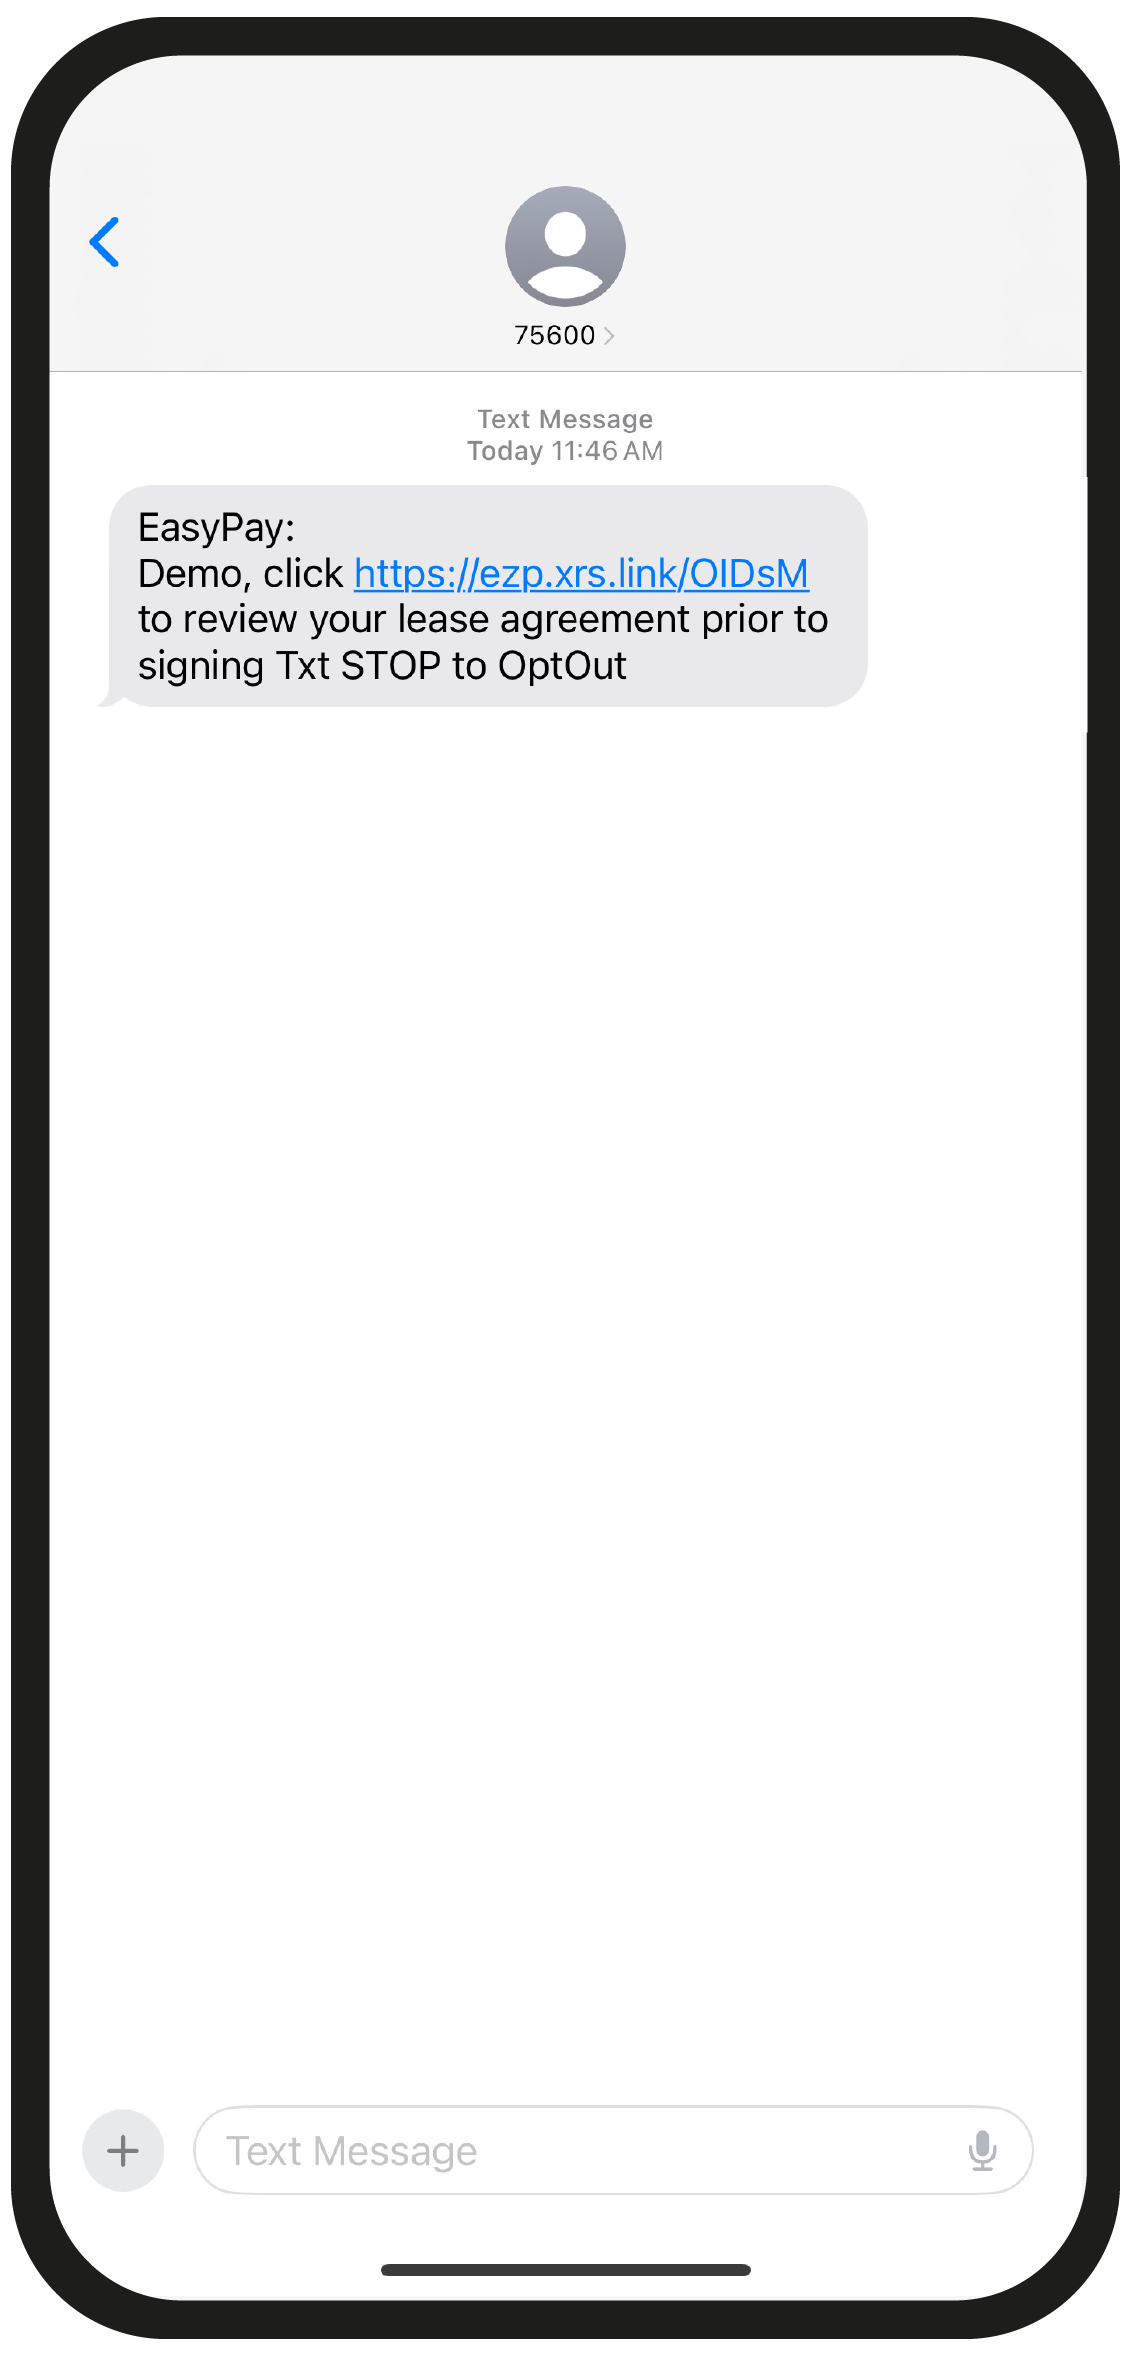 75600
Text Message
Today 11:46 AM
EasyPay:
Demo, click https://ezp.xrs.link/OIDsM
to review your lease agreement prior to
signing Txt STOP to OptOut
Text Message